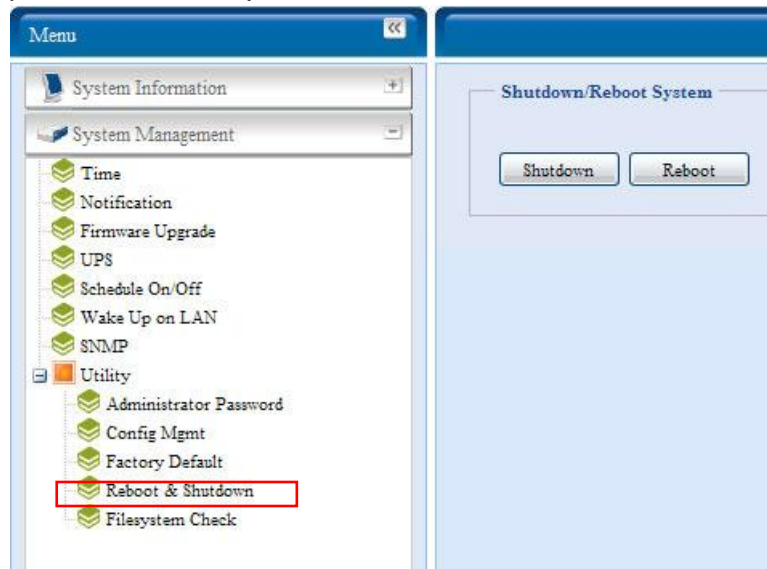 Menu
System Information
System Management
Time
Notification
Firmware Upgrade
UPS
Schedule On/Off
Wake Up on LAN
SNMP
Utility
Administrator Password
Config Mgmt
Factory Default
Reboot & Shutdown
Filesystem Check
Shutdown/Reboot System
Shutdown Reboot